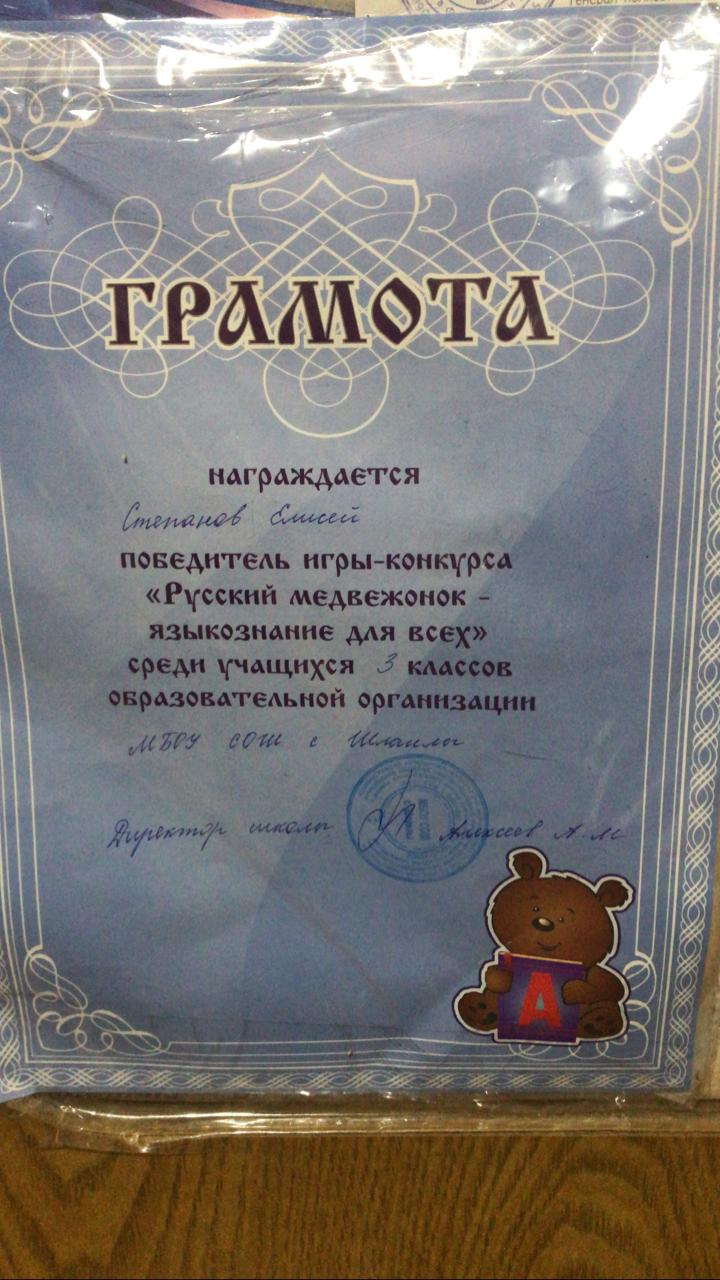 ГРАМОТА
награждается
Степанов Елисей
победитель игры-конкурса
«Русский медвежонок -
языкознание для всех»
среди учащихся 3 классов
образовательной организации
МБОУ СОШ с
Директор школы Алексеев А.М
А